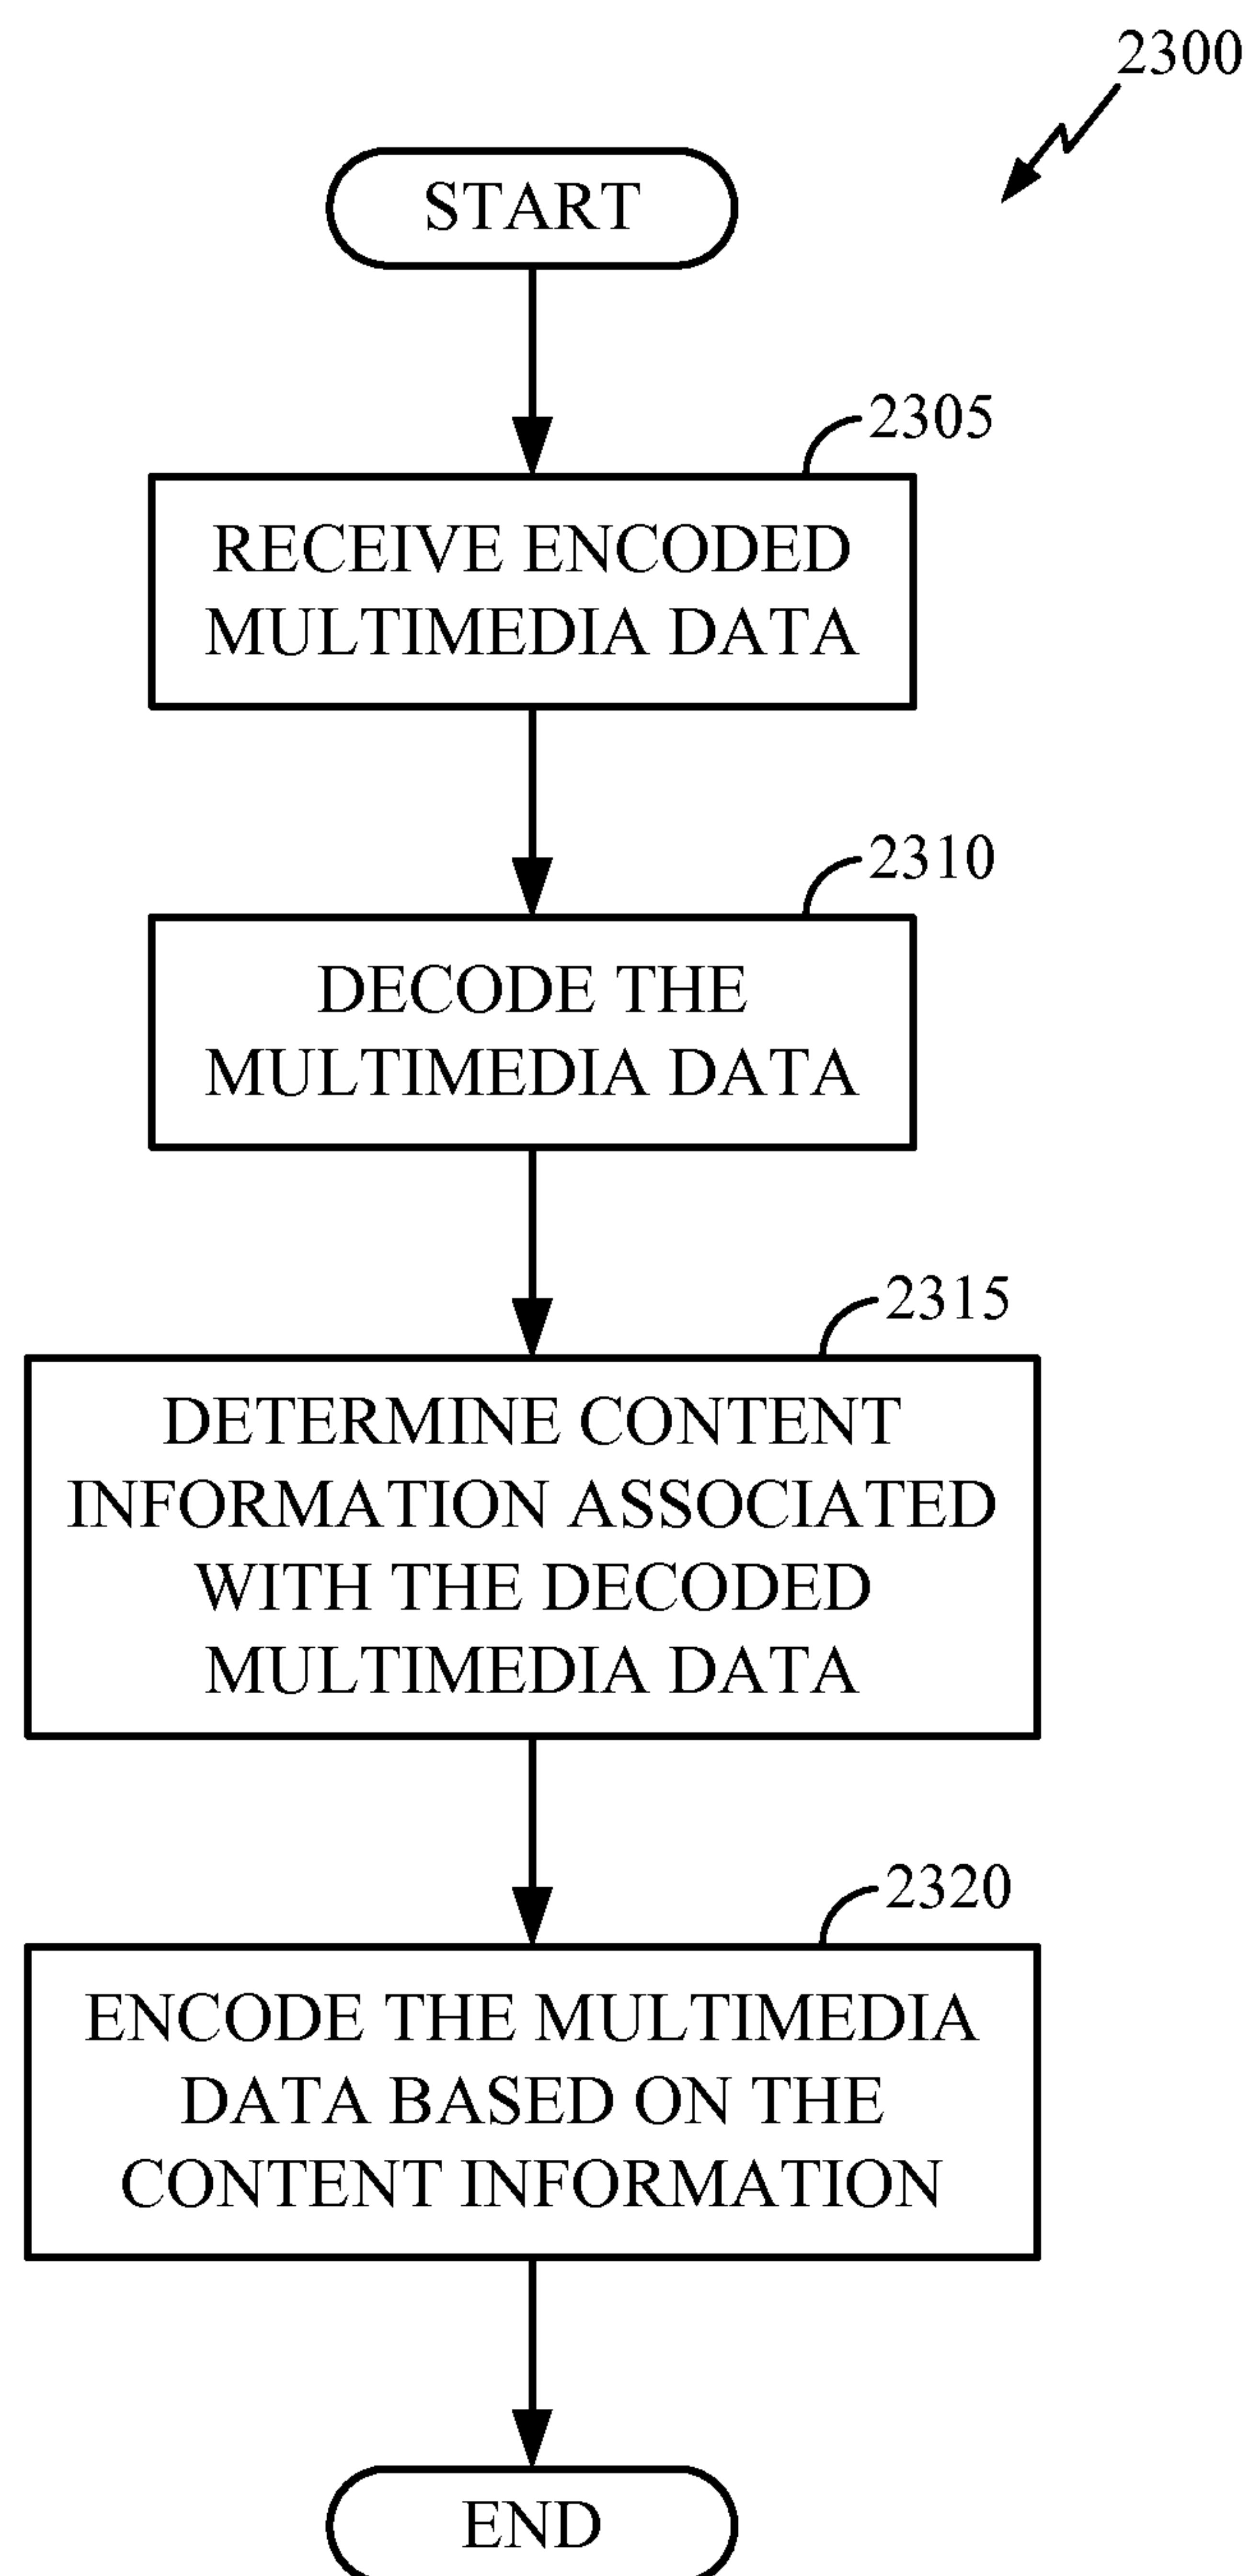 2300
START
2305
RECEIVE ENCODED
MULTIMEDIA DATA
2310
DECODE THE
MULTIMEDIA DATA
2315
DETERMINE CONTENT
INFORMATION ASSOCIATED
WITH THE DECODED
MULTIMEDIA DATA
2320
ENCODE THE MULTIMEDIA
DATA BASED ON THE
CONTENT INFORMATION
END